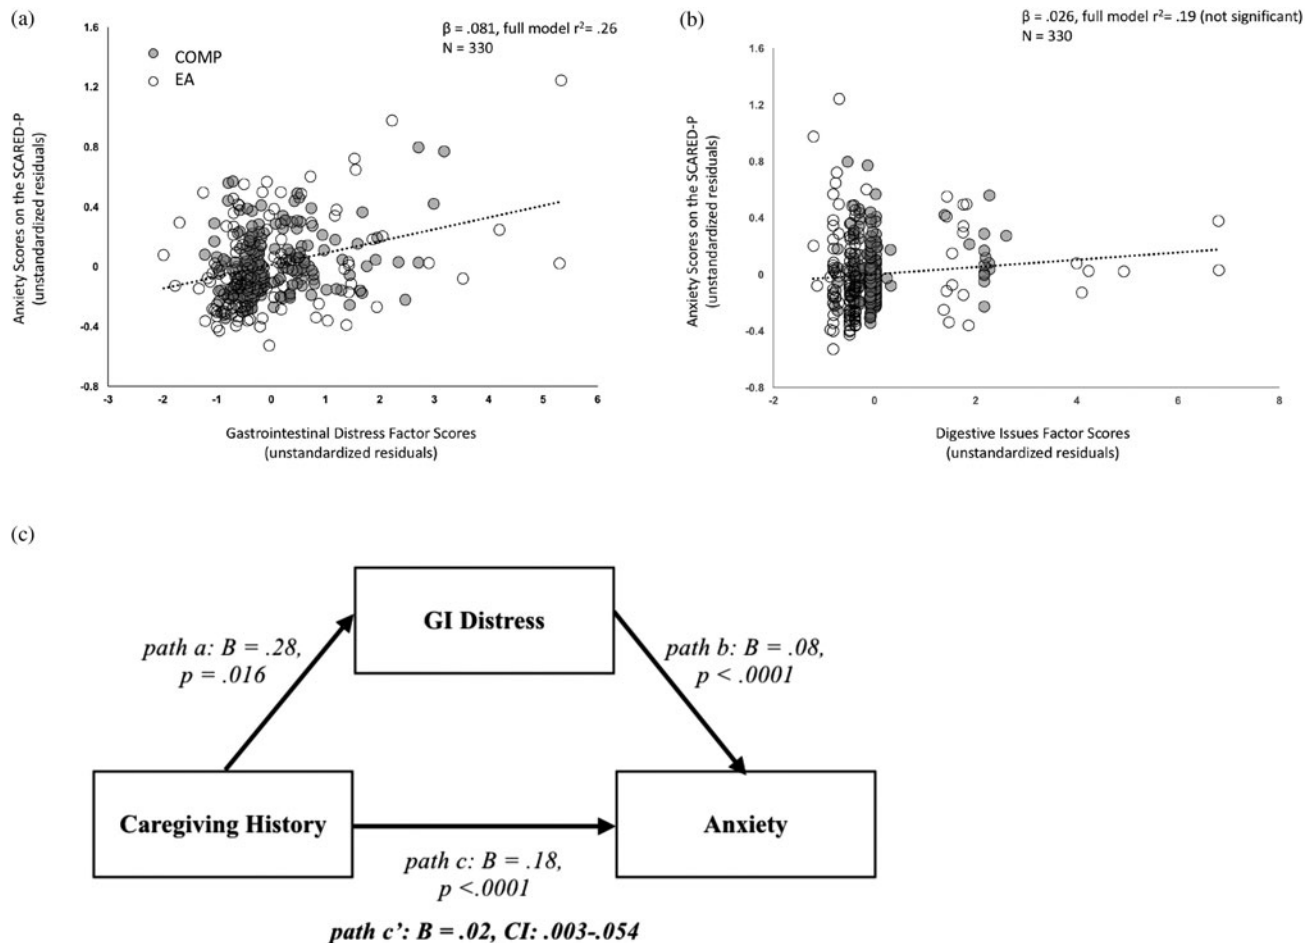 (a)
β = .081, full model r²= .26
N = 330
COMP
EA
Anxiety Scores on the SCARED-P
(unstandardized residuals)
1.6
1.2
0.8
0.4
0
-0.4
-0.8
-3 -2 -1 0 1 2 3 4 5 6
Gastrointestinal Distress Factor Scores
(unstandardized residuals)
(b)
β = .026, full model r²= .19 (not significant)
N = 330
Anxiety Scores on the SCARED-P
(unstandardized residuals)
1.6
1.2
0.8
0.4
0
-0.4
-0.8
-2 0 2 4 6 8
Digestive Issues Factor Scores
(unstandardized residuals)
(c)
GI Distress
path a: B = .28,
p = .016
path b: B = .08,
p < .0001
Caregiving History
Anxiety
path c: B = .18,
p <.0001
path c’: B = .02, CI: .003-.054